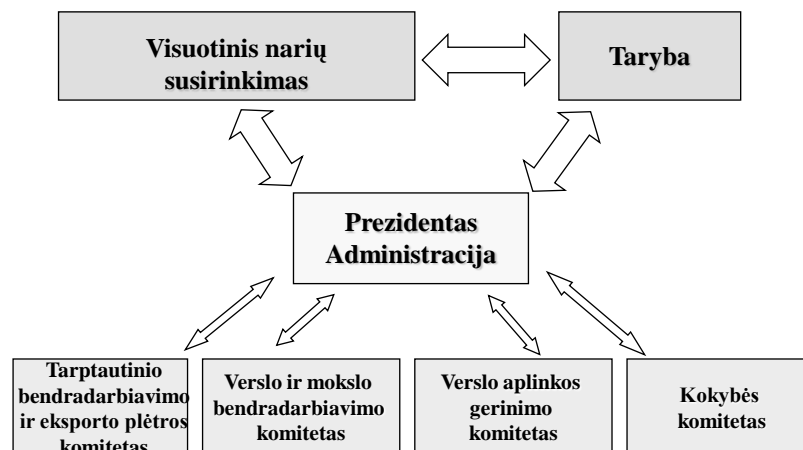 Visuotinis narių
susirinkimas
Taryba
Prezidentas
Administracija
Tarptautinio
bendradarbiavimo
ir eksporto plėtros
komitetas
Verslo ir mokslo
bendradarbiavimo
komitetas
Verslo aplinkos
gerinimo
komitetas
Kokybės
komitetas